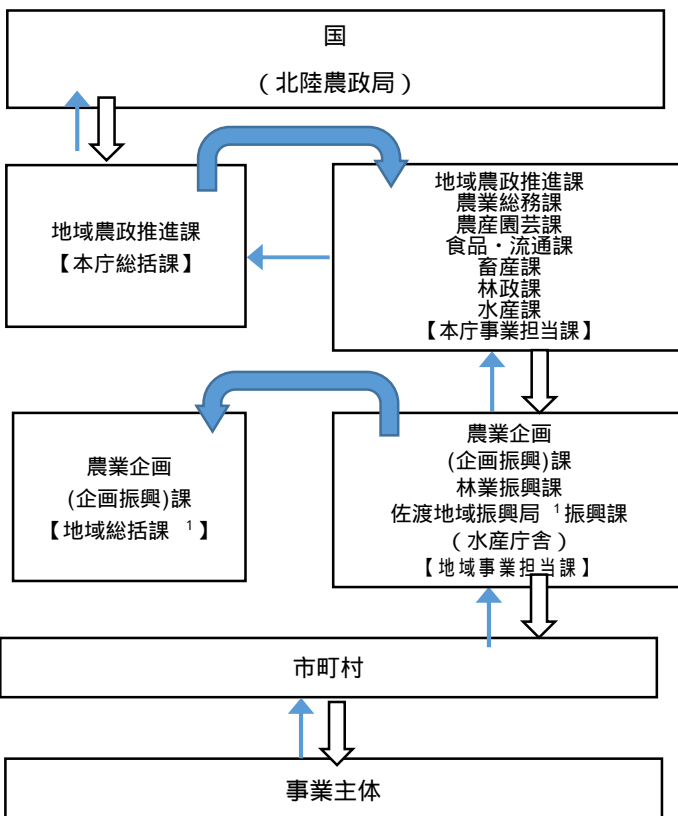 国
(北陸農政局)
地域農政推進課
【本庁総括課】
地域農政推進課
農業総務課
農産園芸課
食品・流通課
畜産課
林政課
水産課
【本庁事業担当課】
農業企画
(企画振興)課
【地域総括課 1 】
農業企画
(企画振興)課
林業振興課
佐渡地域振興局 1振興課
(水産庁舎)
【地域事業担当課】
市町村
事業主体